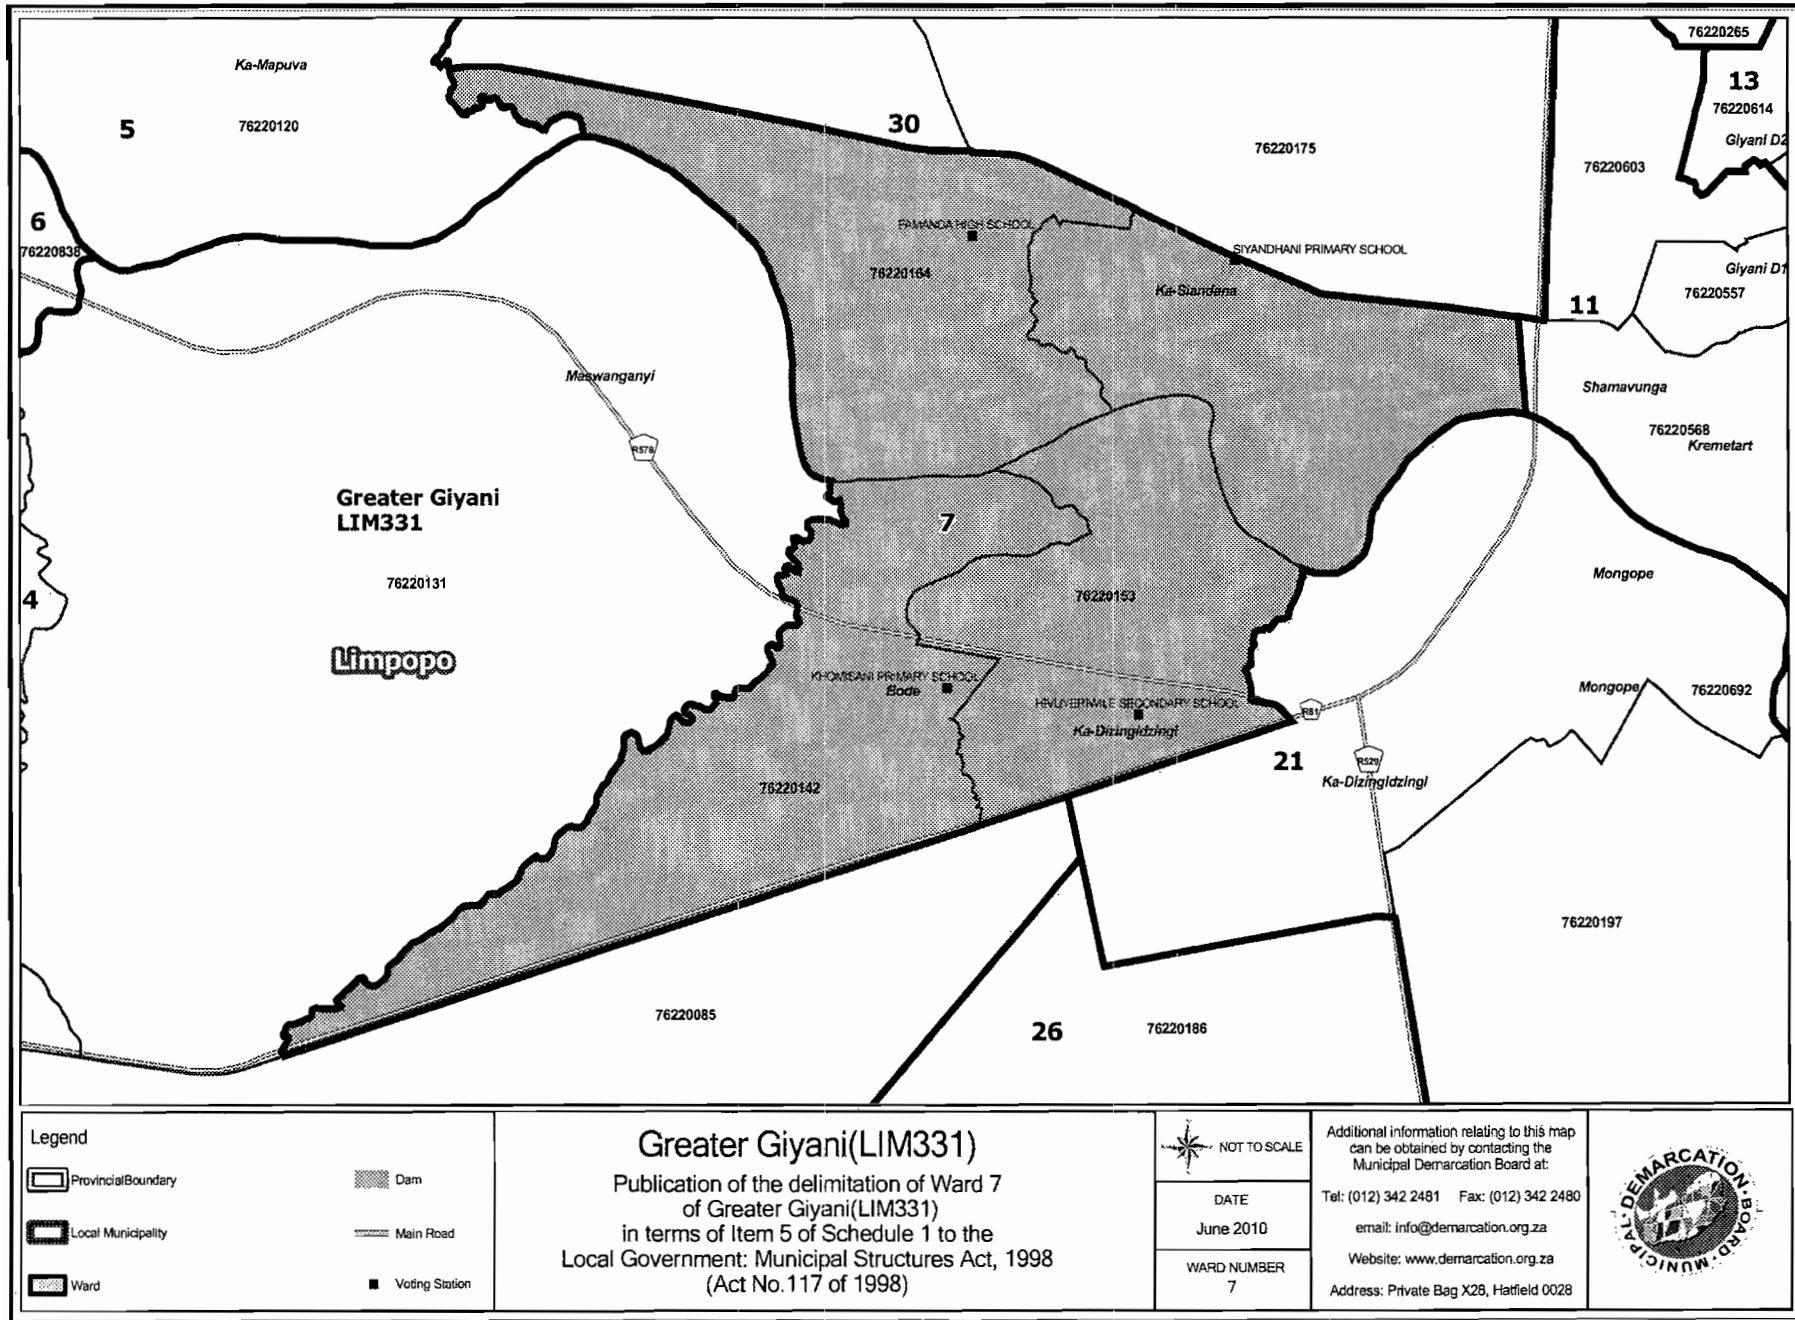 76220265
Ka-Mapuva
13
76220614
5
76220120
30
Giyani D2
76220175
76220603
6
76220838
FAMANDA HIGH SCHOOL
SIYANDHANI PRIMARY SCHOOL
76220164
Ka-Siandana
Giyani D1
76220557
11
Maswanganyi
Shamavunga
76220568
Kremetart
R578
Greater Giyani
LIM331
7
76220131
Mongope
4
76220153
Limpopo
KHOMISANI PRIMARY SCHOOL
Bode
Mongope
76220692
HIVUYERIWILE SECONDARY SCHOOL
R81
Ka-Dizingidzingi
21
R529
Ka-Dizingidzingi
76220142
76220197
76220085
26
76220186
Legend
ProvincialBoundary
Local Municipality
Ward
Dam
Main Road
Voting Station
Greater Giyani(LIM331)
Publication of the delimitation of Ward 7
of Greater Giyani(LIM331)
in terms of Item 5 of Schedule 1 to the
Local Government: Municipal Structures Act, 1998
(Act No.117 of 1998)
NOT TO SCALE
DATE
June 2010
WARD NUMBER
7
Additional information relating to this map
can be obtained by contacting the
Municipal Demarcation Board at:
Tel: (012) 342 2481 Fax: (012) 342 2480
email: info@demarcation.org.za
Website: www.demarcation.org.za
Address: Private Bag X28, Hatfield 0028
MUNICIPAL DEMARCATION BOARD